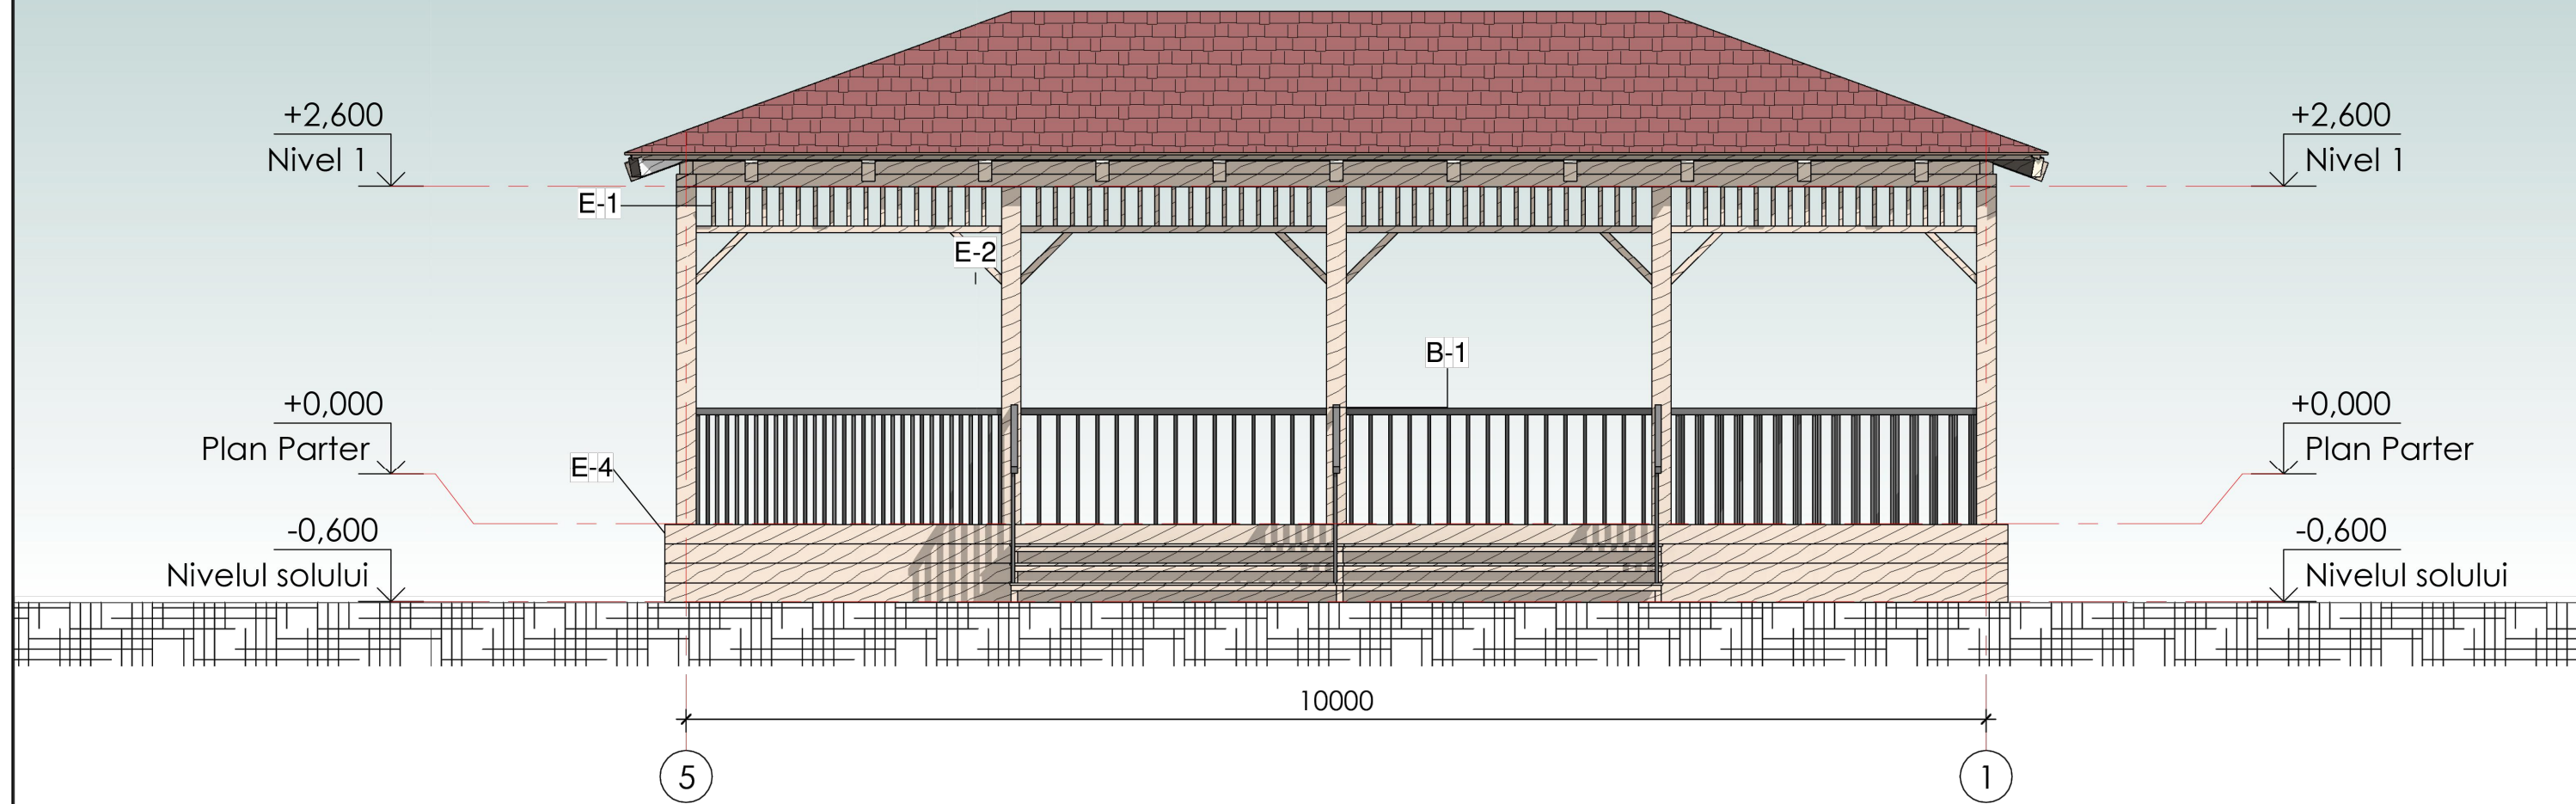 +2,600
Nivel 1
+2,600
Nivel 1
E-1
E-2
B-1
+0,000
Plan Parter
+0,000
Plan Parter
E-4
-0,600
Nivelul solului
-0,600
Nivelul solului
10000
5
1